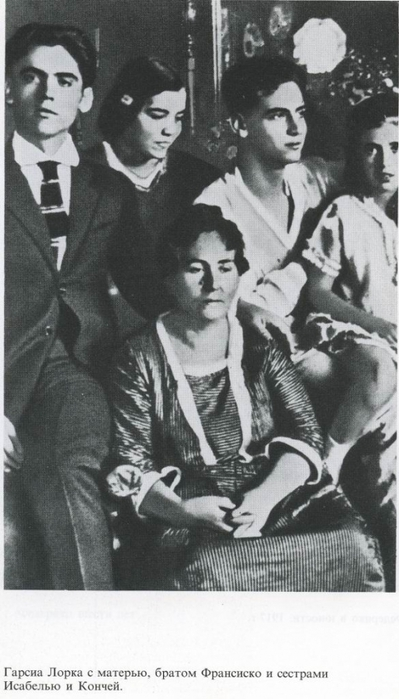 Гарсиа Лорка с матерью, братом Франсиско и сестрами
Исабелью и Кончей.